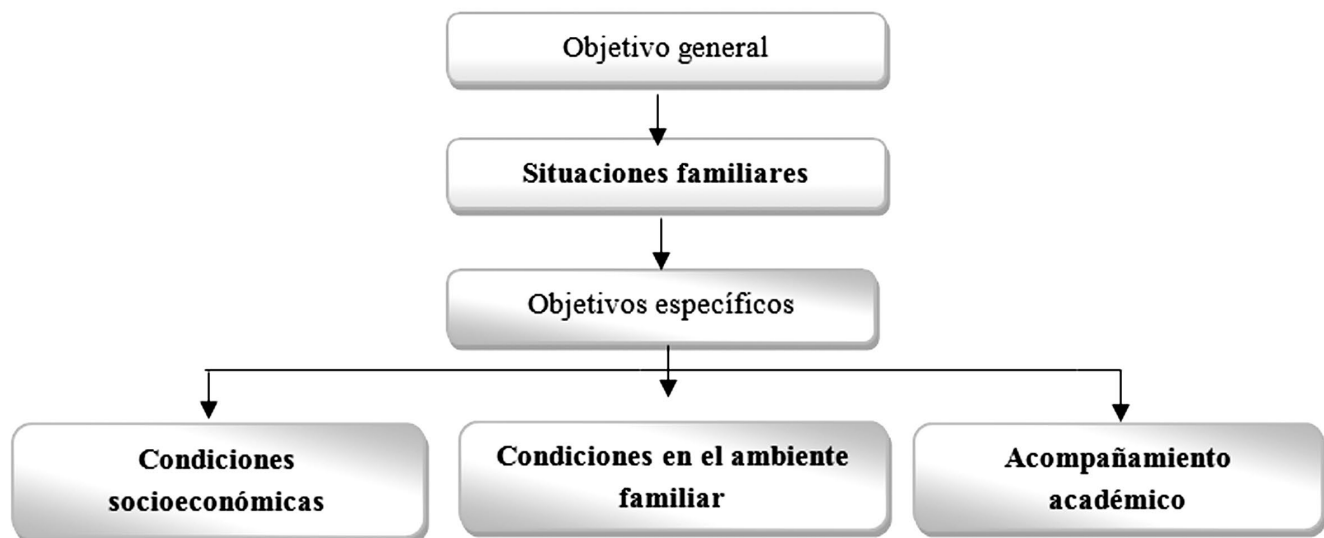 Objetivo general
Situaciones familiares
Objetivos específicos
Condiciones
socioeconómicas
Condiciones en el ambiente
familiar
Acompañamiento
académico